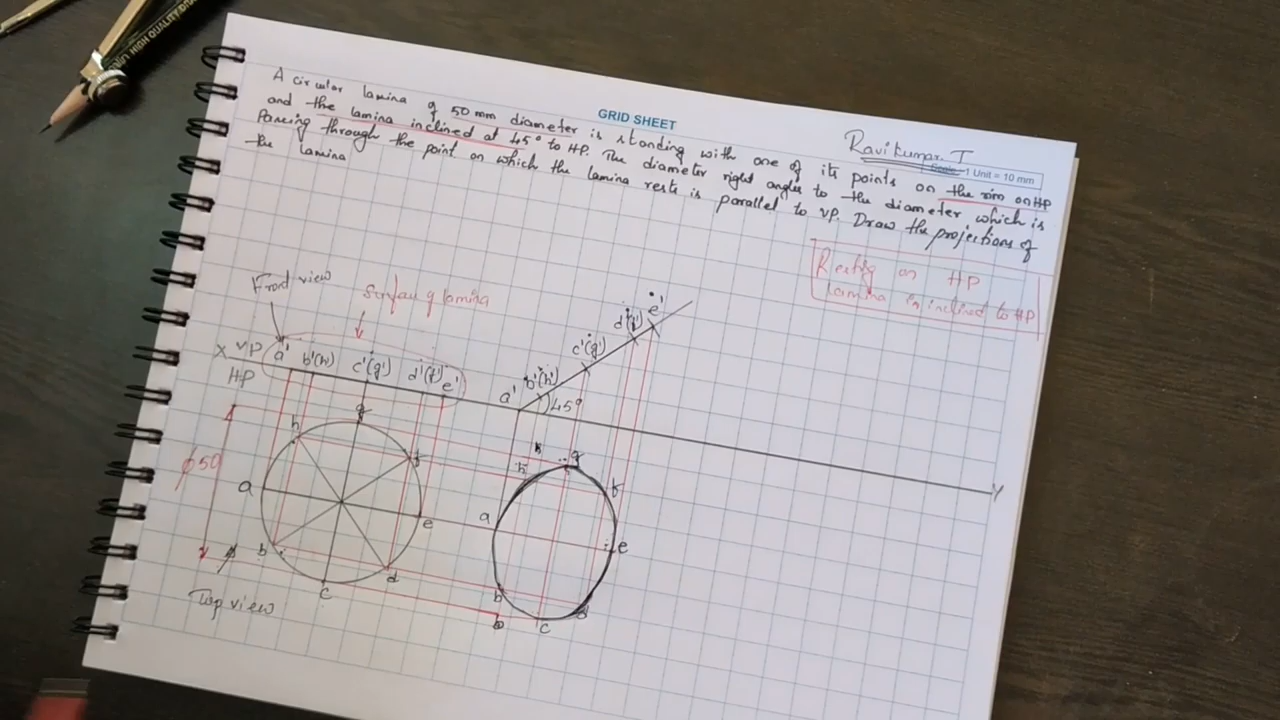 GRID SHEET
Ravikumar. T
Scale - 1 Unit = 10 mm
A circular lamina of 50 mm diameter is standing with one of its points on the rim on HP
and the lamina inclined at 45° to HP. The diameter right angles to the diameter which is
Passing through the point on which the lamina rests is parallel to VP. Draw the projections of
the lamina
Resting on HP
lamina is inclined to HP
Front view
Surface of lamina
X VP a' b'(h') c'(g') d'(f') e'
HP
a' b'(h') c'(g') d'(f') e'
45°
Y
φ50
a b c d e f g h
Top view
a b b c d e f g h h